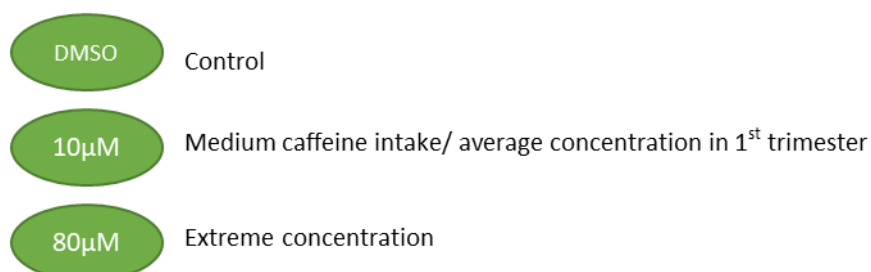 DMSO Control
10µM Medium caffeine intake/ average concentration in 1st trimester
80µM Extreme concentration